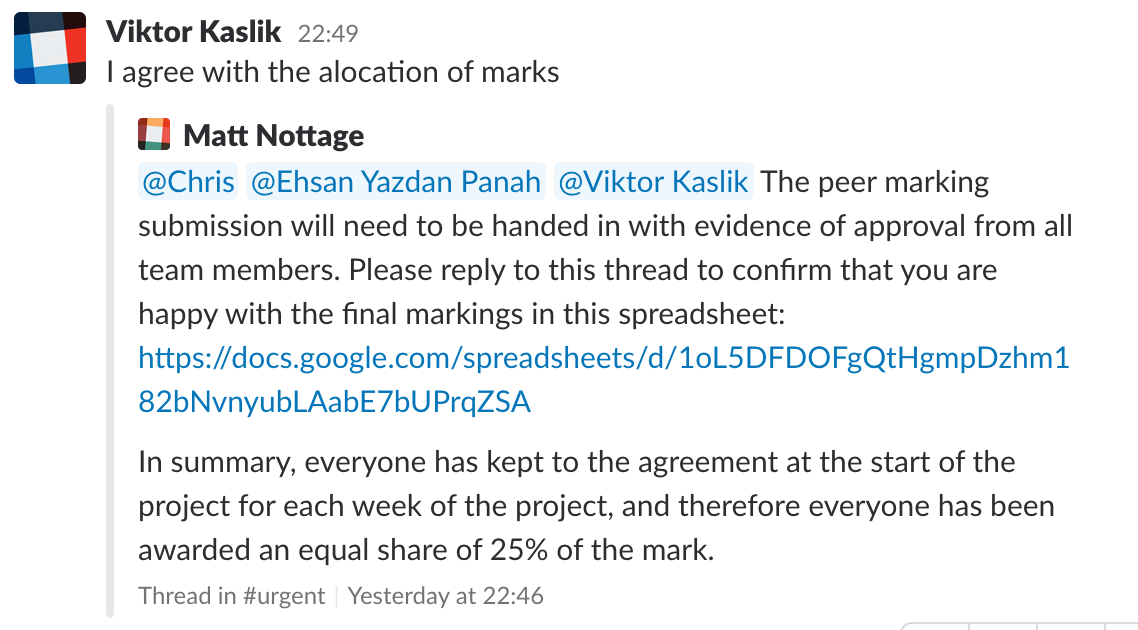 Viktor Kaslik 22:49
I agree with the alocation of marks
Matt Nottage
@Chris @Ehsan Yazdan Panah @Viktor Kaslik The peer marking
submission will need to be handed in with evidence of approval from all
team members. Please reply to this thread to confirm that you are
happy with the final markings in this spreadsheet:
https://docs.google.com/spreadsheets/d/1oL5DFDOFgQtHgmpDzhm1
82bNvnyubLAabE7bUPrqZSA
In summary, everyone has kept to the agreement at the start of the
project for each week of the project, and therefore everyone has been
awarded an equal share of 25% of the mark.
Thread in #urgent | Yesterday at 22:46